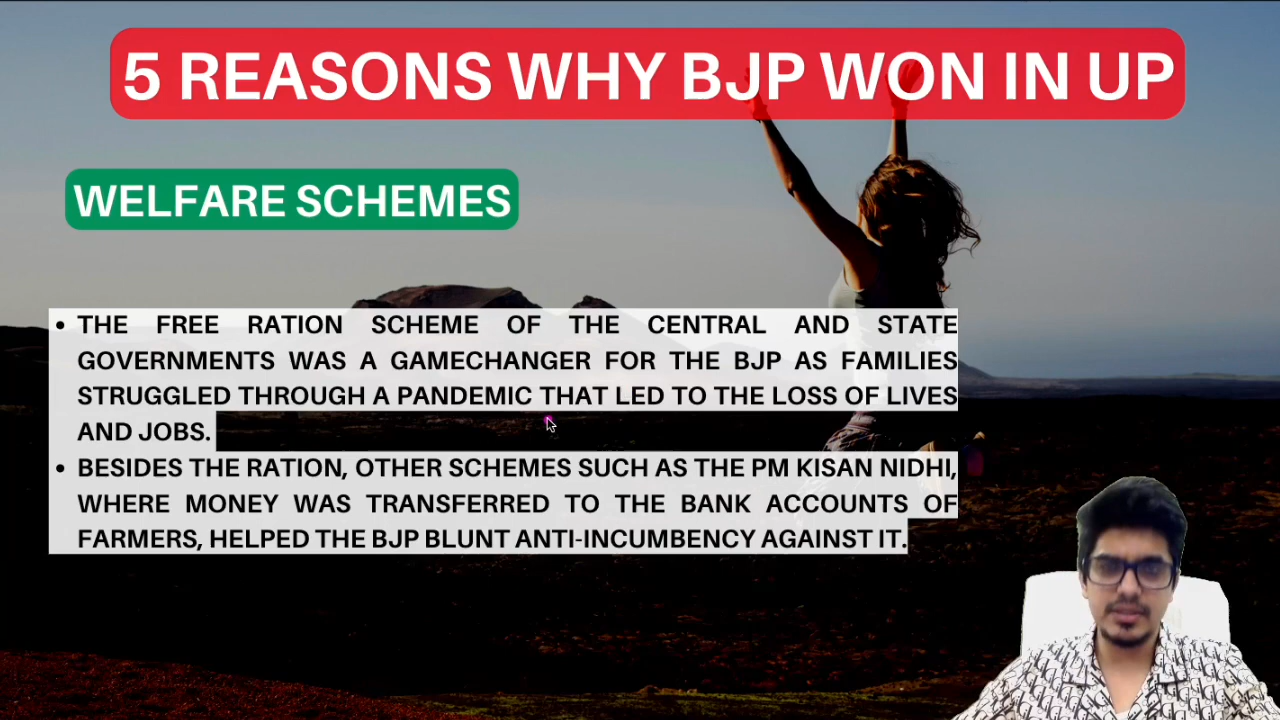 5 REASONS WHY BJP WON IN UP
WELFARE SCHEMES
• THE FREE RATION SCHEME OF THE CENTRAL AND STATE
GOVERNMENTS WAS A GAMECHANGER FOR THE BJP AS FAMILIES
STRUGGLED THROUGH A PANDEMIC THAT LED TO THE LOSS OF LIVES
AND JOBS.
• BESIDES THE RATION, OTHER SCHEMES SUCH AS THE PM KISAN NIDHI,
WHERE MONEY WAS TRANSFERRED TO THE BANK ACCOUNTS OF
FARMERS, HELPED THE BJP BLUNT ANTI-INCUMBENCY AGAINST IT.